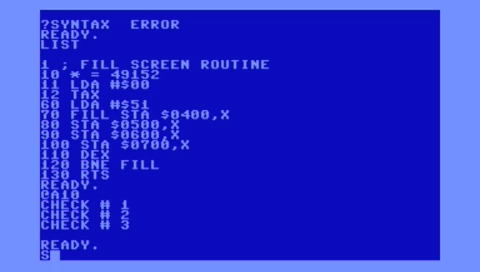 ?SYNTAX  ERROR
READY.
LIST
1 ; FILL SCREEN ROUTINE
10 * = 49152
11 LDA #$00
12 TAX
60 LDA #$51
70 FILL STA $0400,X
80 STA $0500,X
90 STA $0600,X
100 STA $0700,X
110 DEX
120 BNE FILL
130 RTS
READY.
@A10
CHECK # 1
CHECK # 2
CHECK # 3
READY.
S